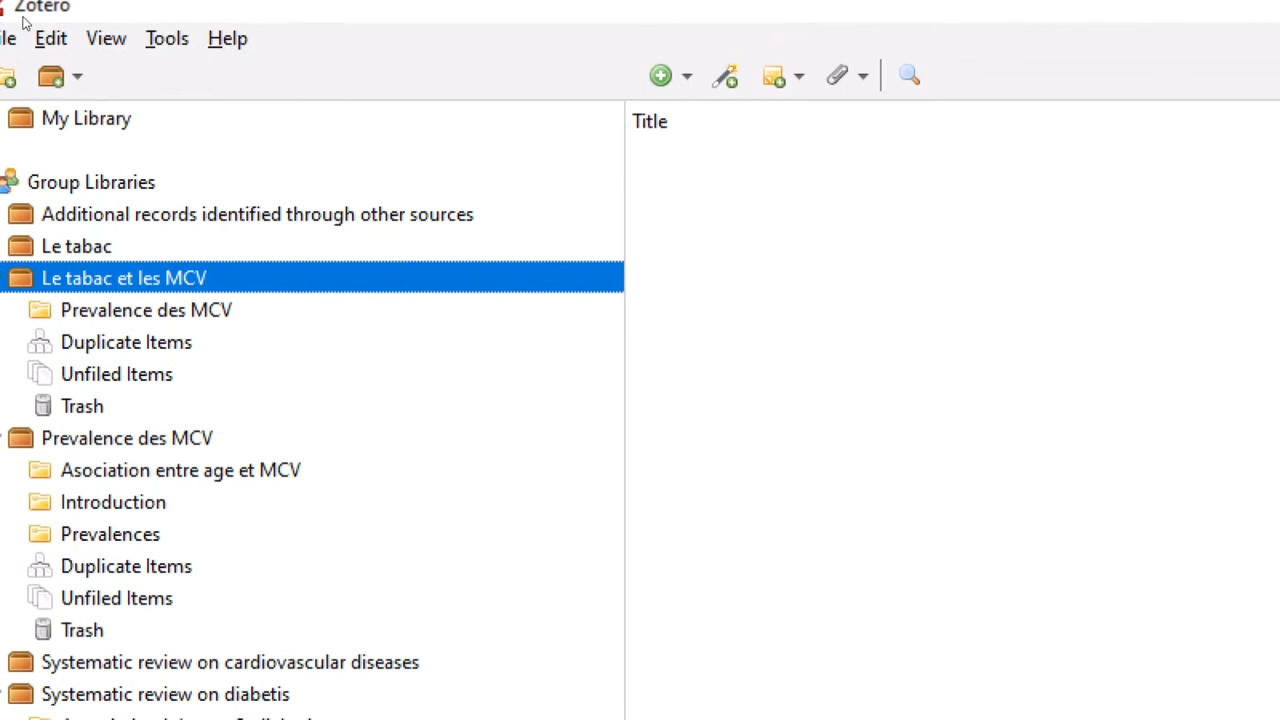 Zotero
ile Edit View Tools Help
My Library
Title
Group Libraries
Additional records identified through other sources
Le tabac
Le tabac et les MCV
Prevalence des MCV
Duplicate Items
Unfiled Items
Trash
Prevalence des MCV
Asociation entre age et MCV
Introduction
Prevalences
Duplicate Items
Unfiled Items
Trash
Systematic review on cardiovascular diseases
Systematic review on diabetis